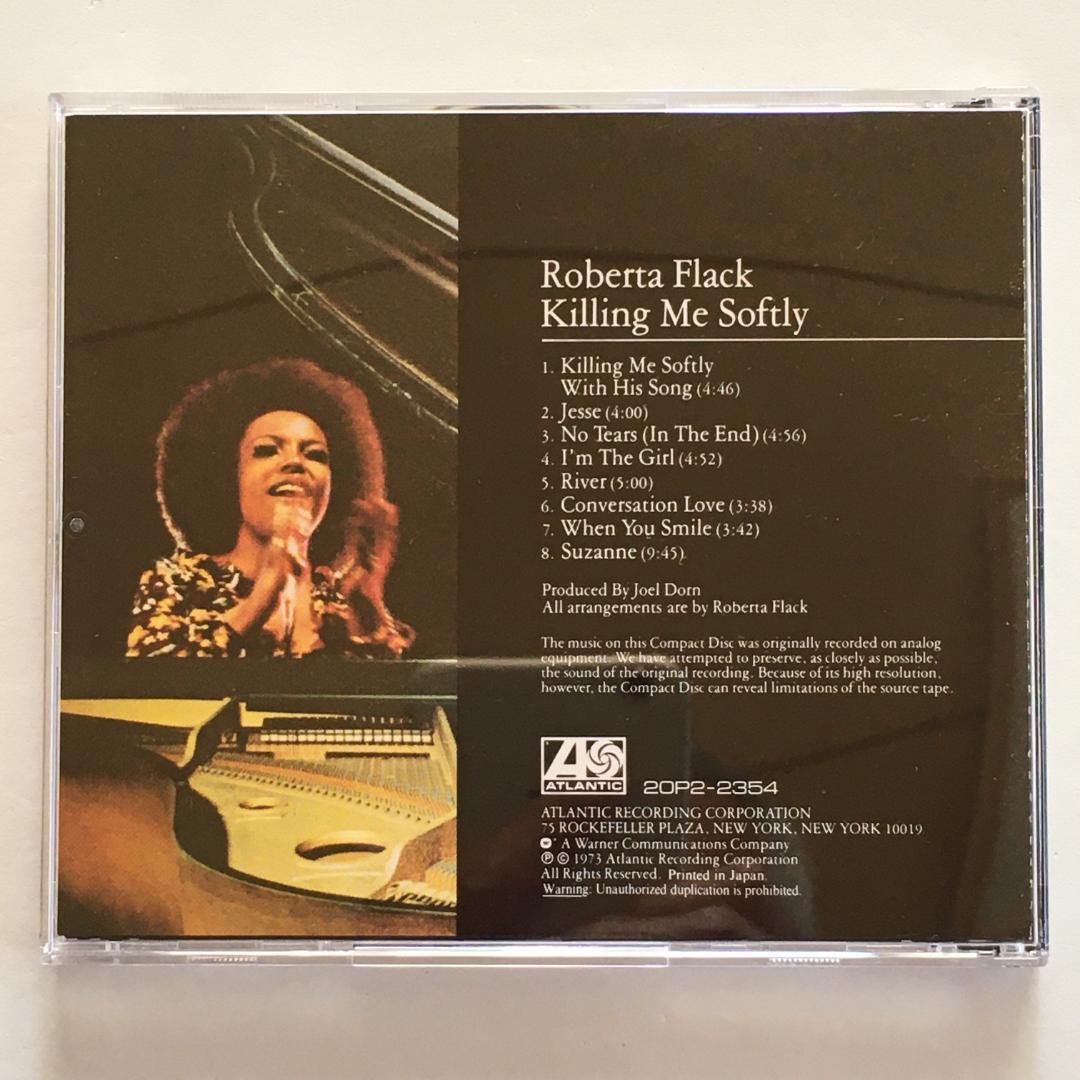 Roberta Flack
Killing Me Softly
1. Killing Me Softly
With His Song (4:46)
2. Jesse (4:00)
3. No Tears (In The End) (4:56)
4. I'm The Girl (4:52)
5. River (5:00)
6. Conversation Love (3:38)
7. When You Smile (3:42)
8. Suzanne (9:45)
Produced By Joel Dorn
All arrangements are by Roberta Flack
The music on this Compact Disc was originally recorded on analog
equipment. We have attempted to preserve, as closely as possible,
the sound of the original recording. Because of its high resolution,
however, the Compact Disc can reveal limitations of the source tape.
ATLANTIC 20P2-2354
ATLANTIC RECORDING CORPORATION
75 ROCKEFELLER PLAZA, NEW YORK, NEW YORK 10019
A Warner Communications Company
℗ © 1973 Atlantic Recording Corporation
All Rights Reserved. Printed in Japan.
Warning: Unauthorized duplication is prohibited.